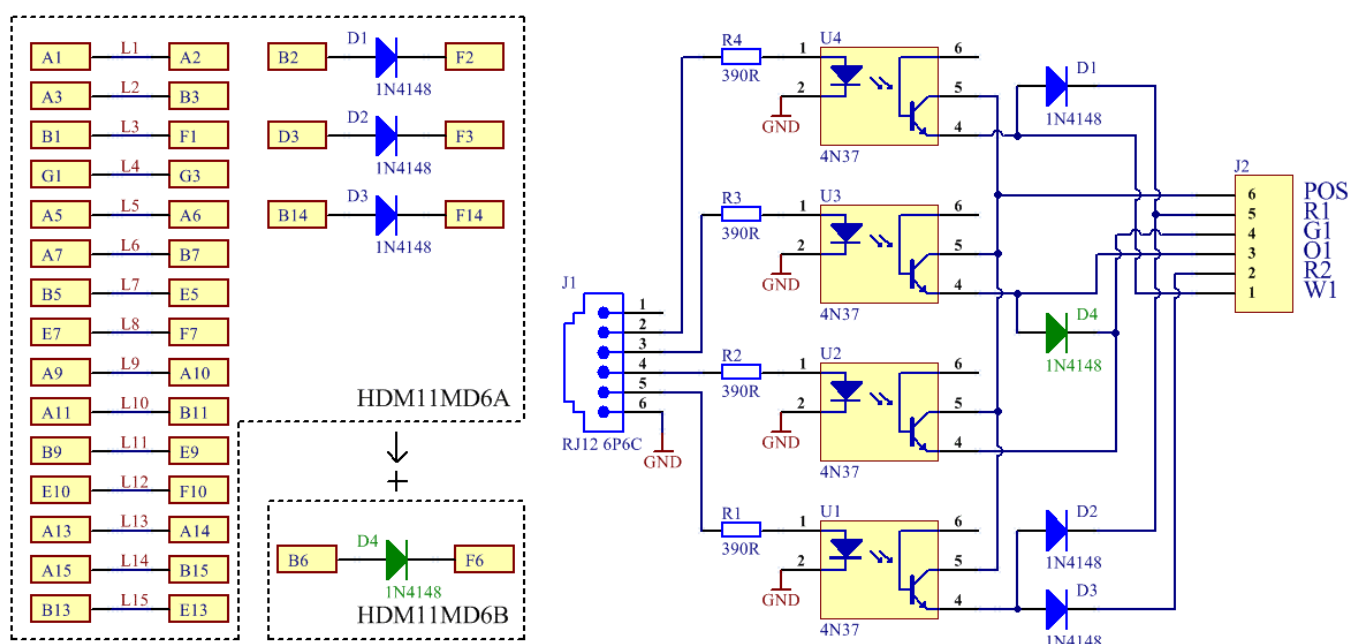 A1 L1 A2
A3 L2 B3
B1 L3 F1
G1 L4 G3
A5 L5 A6
A7 L6 B7
B5 L7 E5
E7 L8 F7
A9 L9 A10
A11 L10 B11
B9 L11 E9
E10 L12 F10
A13 L13 A14
A15 L14 B15
B13 L15 E13
D1
B2 F2
1N4148
D2
D3 F3
1N4148
D3
B14 F14
1N4148
HDM11MD6A
+
D4
B6 F6
1N4148
HDM11MD6B
J1
1
2
3
4
5
6
RJ12 6P6C
GND
R4
390R
U4
1
2
6
5
4
GND
4N37
D1
1N4148
R3
390R
U3
1
2
6
5
4
GND
4N37
D4
1N4148
R2
390R
U2
1
2
6
5
4
GND
4N37
R1
390R
U1
1
2
6
5
4
GND
4N37
D2
1N4148
D3
1N4148
J2
6 POS
5 R1
4 G1
3 O1
2 R2
1 W1